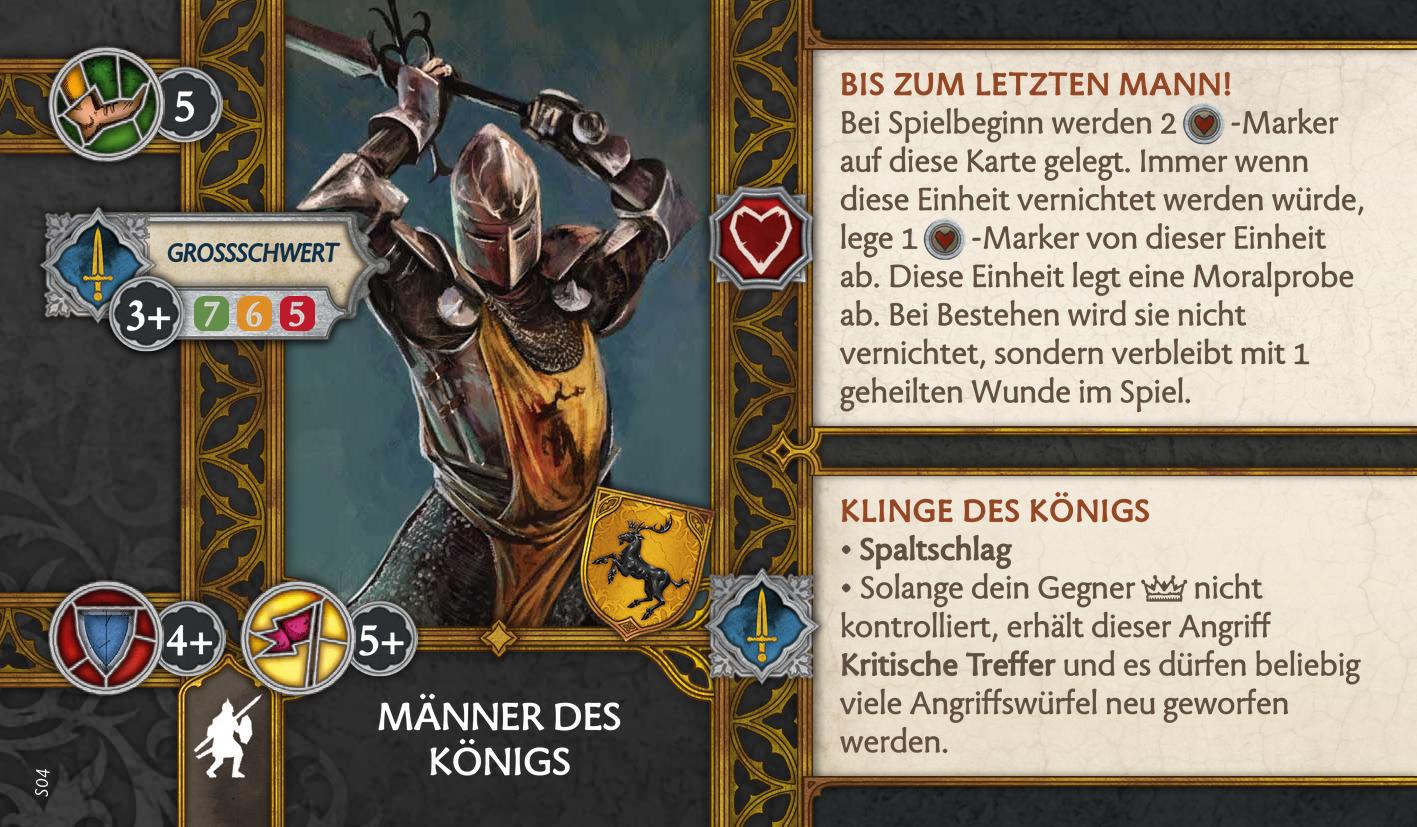 5
GROSSSCHWERT
3+ 7 6 5
4+ 5+
MÄNNER DES
KÖNIGS
S04
BIS ZUM LETZTEN MANN!
Bei Spielbeginn werden 2 -Marker
auf diese Karte gelegt. Immer wenn
diese Einheit vernichtet werden würde,
lege 1 -Marker von dieser Einheit
ab. Diese Einheit legt eine Moralprobe
ab. Bei Bestehen wird sie nicht
vernichtet, sondern verbleibt mit 1
geheilten Wunde im Spiel.
KLINGE DES KÖNIGS
• Spaltschlag
• Solange dein Gegner nicht
kontrolliert, erhält dieser Angriff
Kritische Treffer und es dürfen beliebig
viele Angriffswürfel neu geworfen
werden.